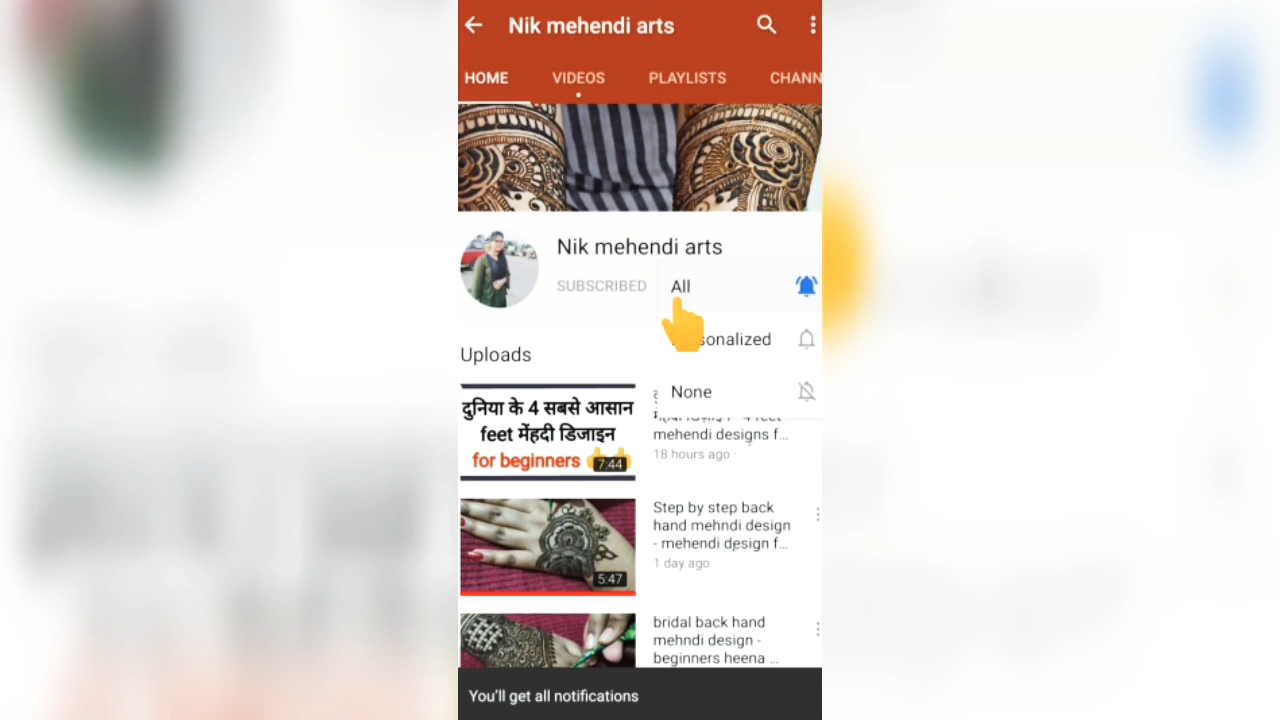 Nik mehendi arts
HOME VIDEOS PLAYLISTS CHANN
Nik mehendi arts
SUBSCRIBED
All
sonalized
None
Uploads
दुनिया के 4 सबसे आसान
feet मेंहदी डिजाइन
for beginners
7:44
mehendi designs f...
18 hours ago
Step by step back
hand mehndi design
- mehendi design f...
1 day ago
5:47
bridal back hand
mehndi design -
beginners heena ...
You'll get all notifications